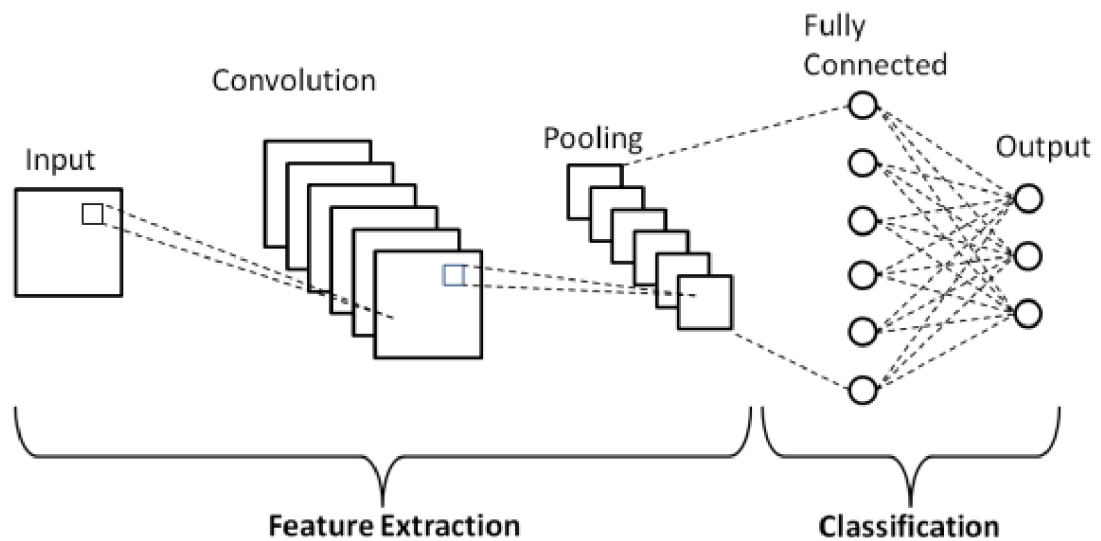 Input
Convolution
Pooling
Fully
Connected
Output
Feature Extraction
Classification